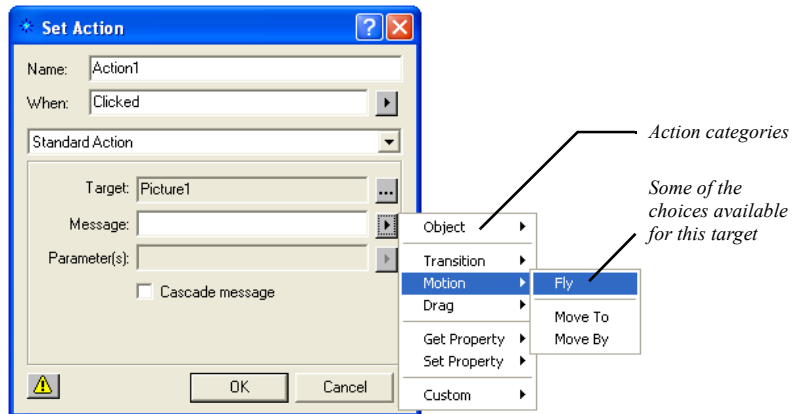 Set Action
Name: Action1
When: Clicked
Standard Action
Target: Picture1 ...
Message:
Parameter(s):
Cascade message
OK Cancel
Object
Transition
Motion
Drag
Get Property
Set Property
Custom
Fly
Move To
Move By
Action categories
Some of the
choices available
for this target